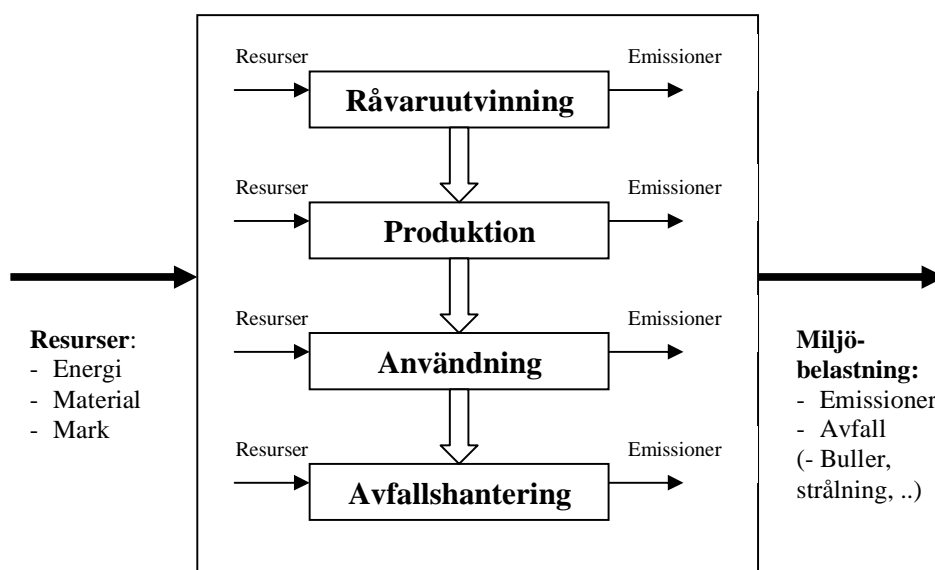 Resurser
Emissioner
Råvaruutvinning
Resurser
Emissioner
Produktion
Resurser:
- Energi
- Material
- Mark
Resurser
Emissioner
Användning
Resurser
Emissioner
Avfallshantering
Miljö-
belastning:
- Emissioner
- Avfall
(- Buller,
strålning, ..)